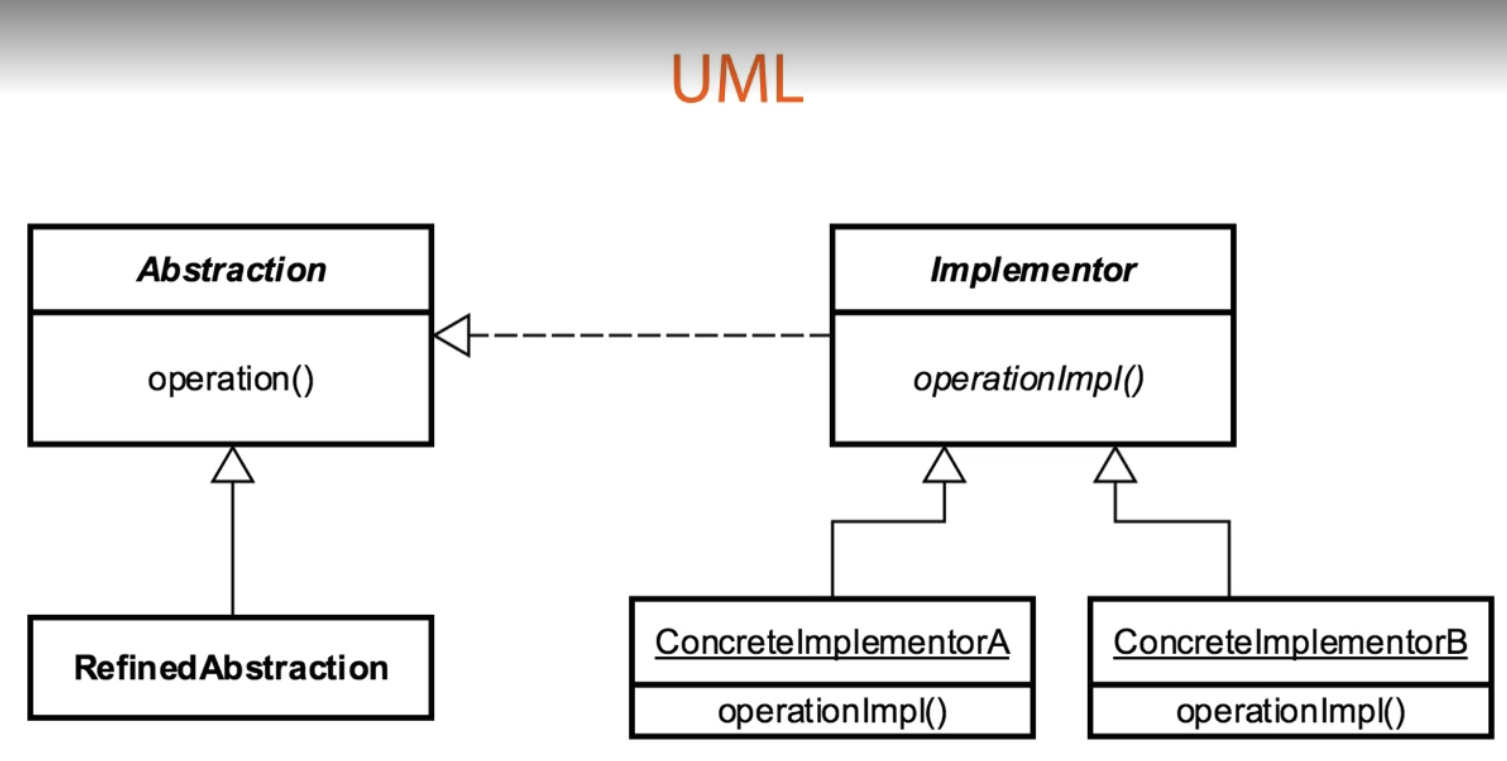 UML
Abstraction
operation()
Implementor
operationImpl()
RefinedAbstraction
ConcreteImplementorA
operationImpl()
ConcreteImplementorB
operationImpl()